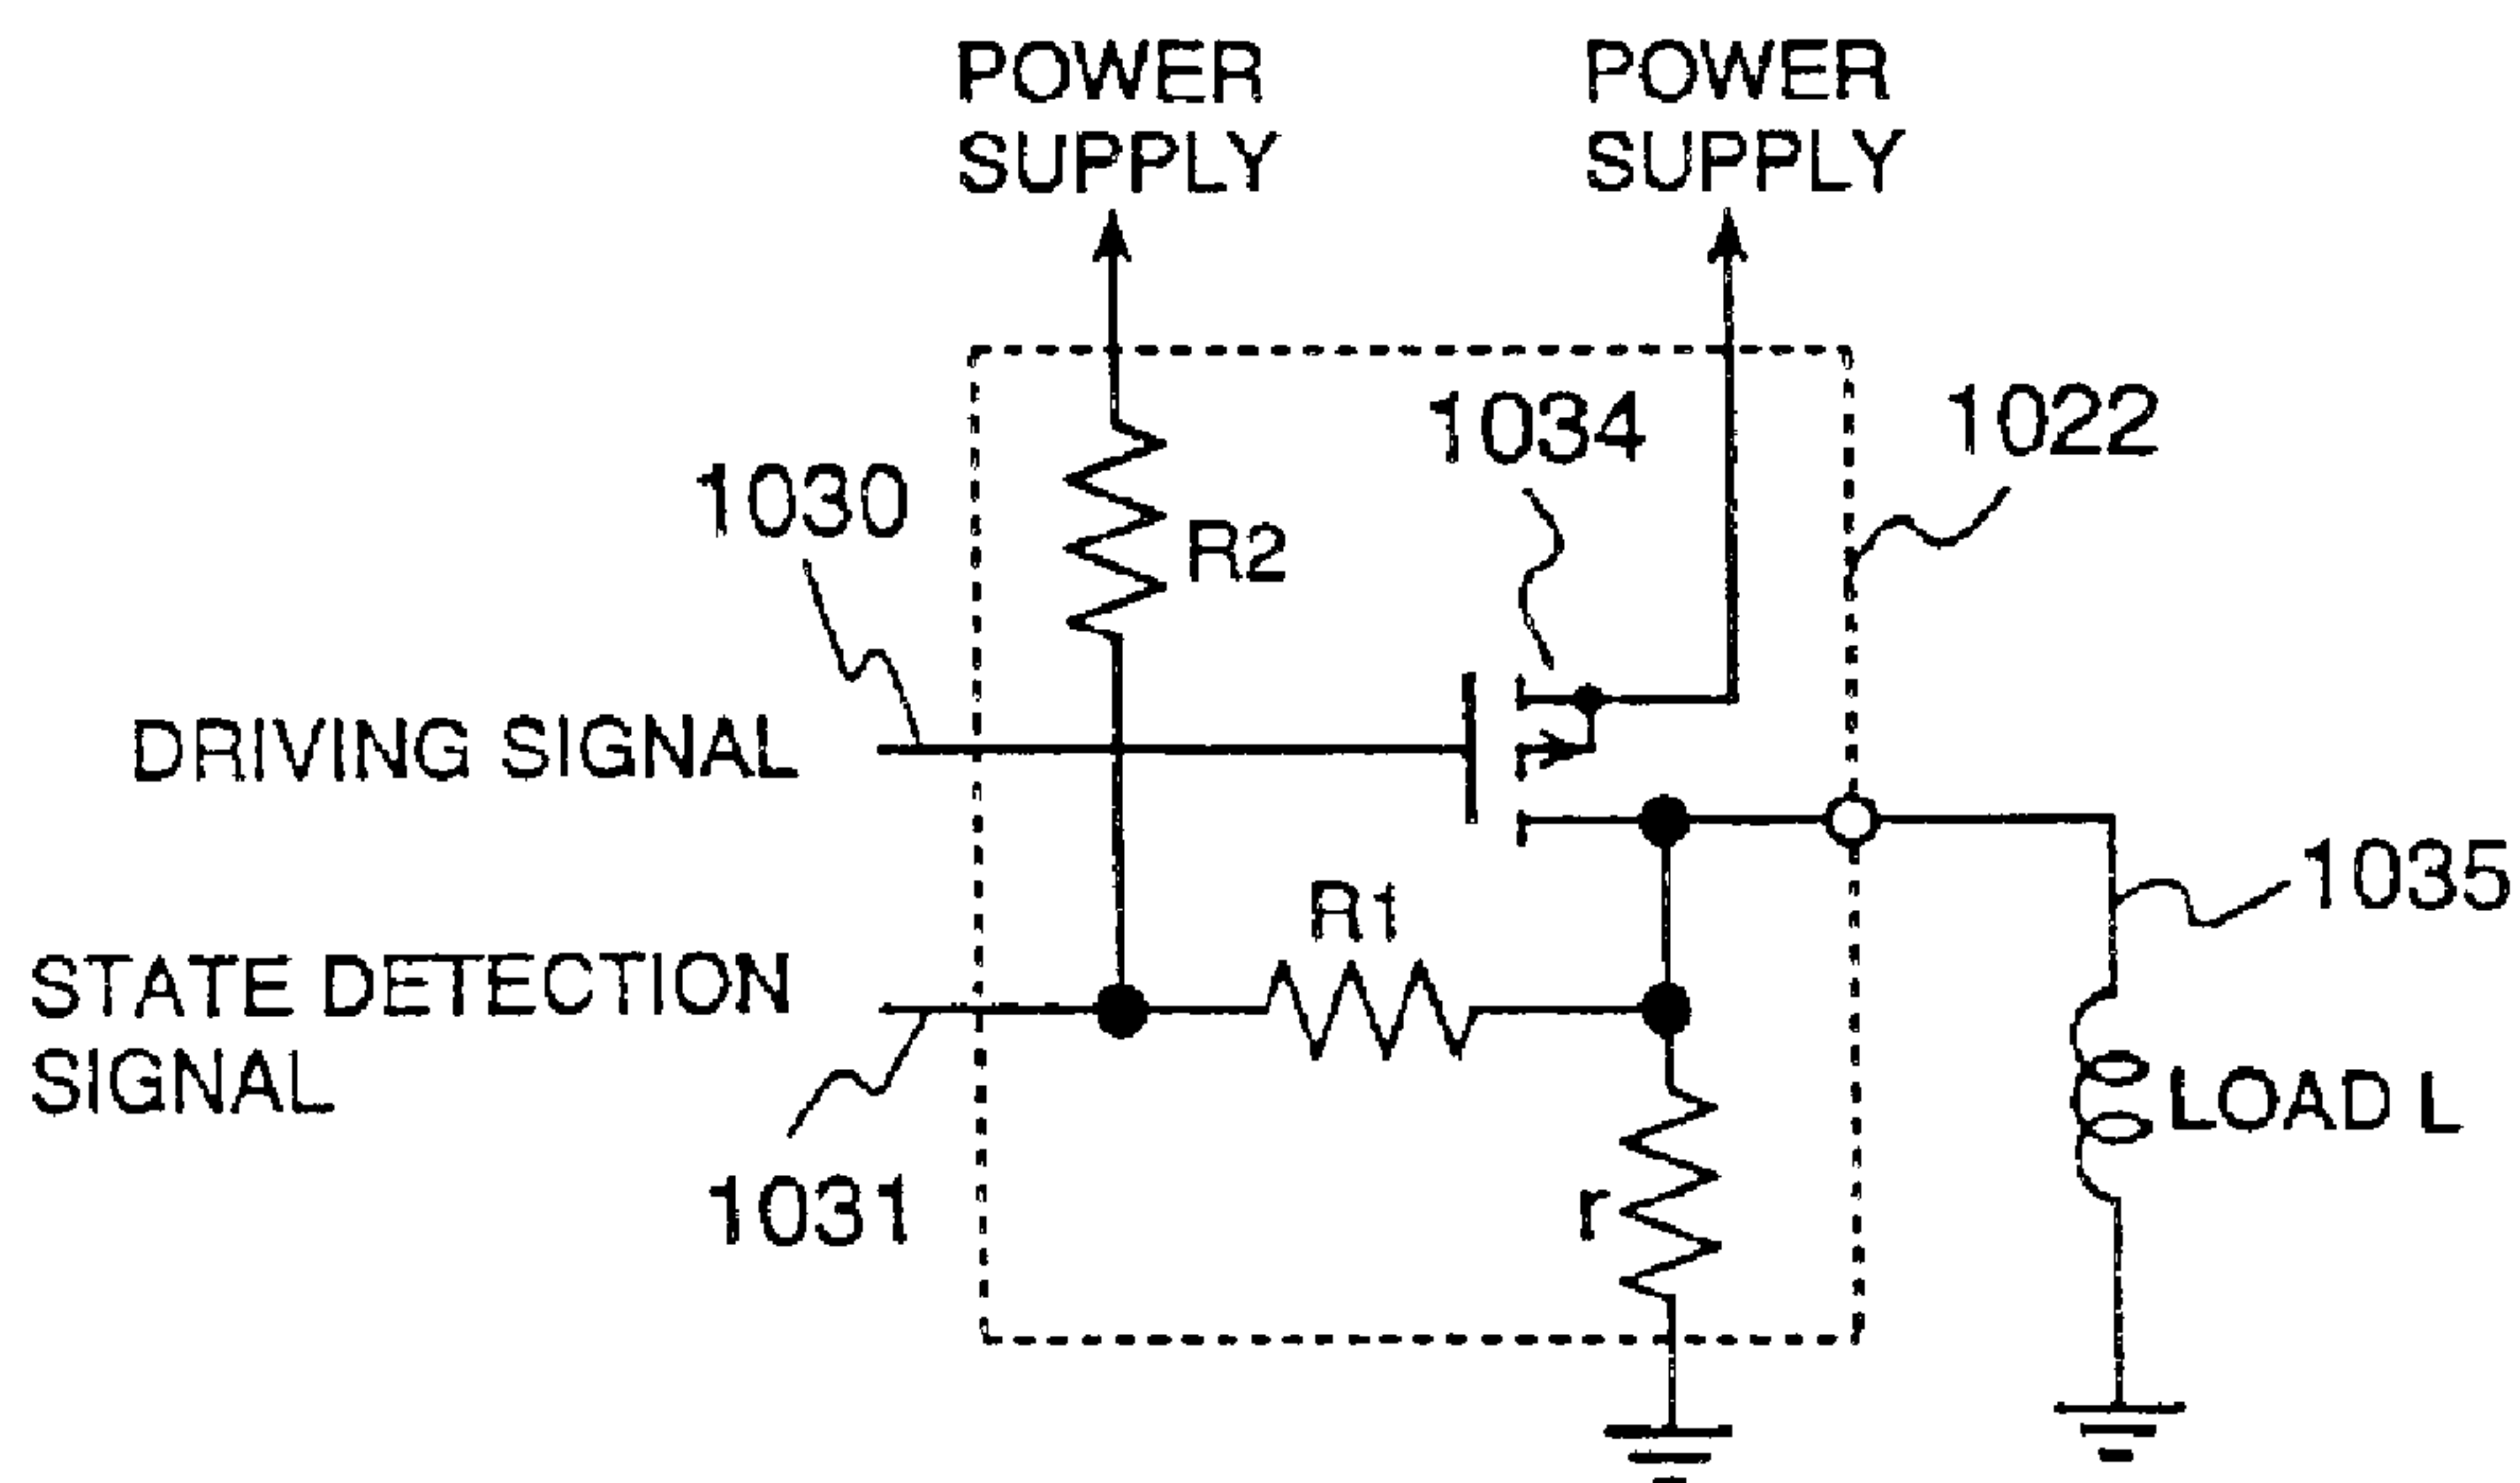 POWER
SUPPLY
POWER
SUPPLY
1034
1022
1030
R2
DRIVING SIGNAL
1035
R1
STATE DETECTION
SIGNAL
LOAD L
1031
r